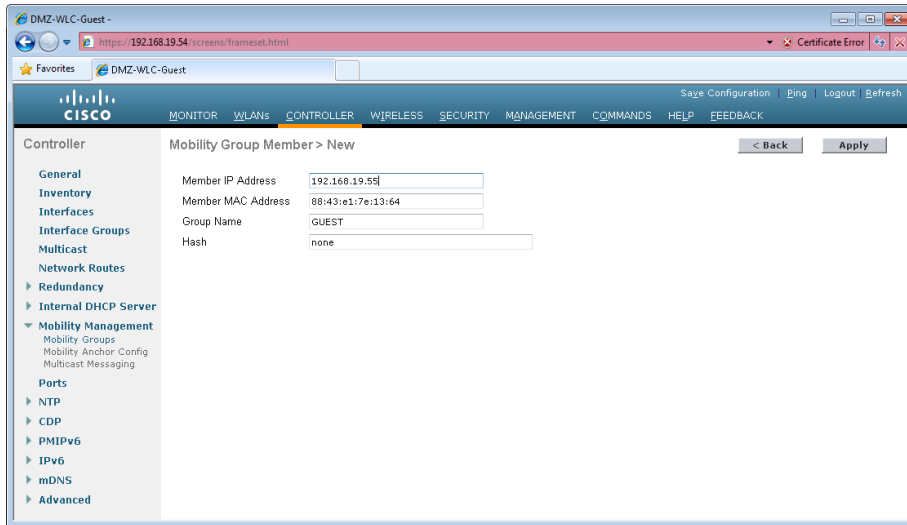 DMZ-WLC-Guest -
https://192.168.19.54/screens/frameset.html
Certificate Error
Favorites
DMZ-WLC-Guest
Save Configuration | Ping | Logout | Refresh
CISCO
MONITOR WLANs CONTROLLER WIRELESS SECURITY MANAGEMENT COMMANDS HELP FEEDBACK
Controller
Mobility Group Member > New
< Back
Apply
General
Inventory
Interfaces
Interface Groups
Multicast
Network Routes
Redundancy
Internal DHCP Server
Mobility Management
Mobility Groups
Mobility Anchor Config
Multicast Messaging
Ports
NTP
CDP
PMIPv6
IPv6
mDNS
Advanced
Member IP Address 192.168.19.55
Member MAC Address 88:43:e1:7e:13:64
Group Name GUEST
Hash none